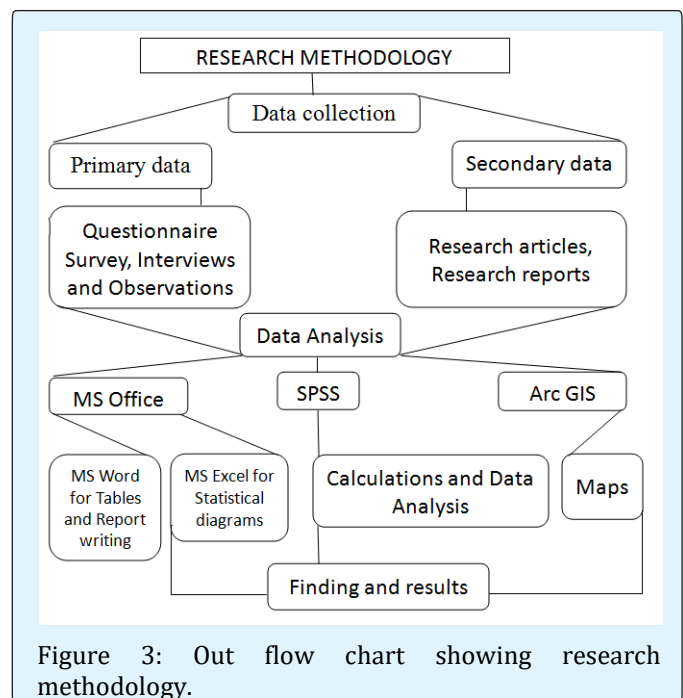 RESEARCH METHODOLOGY
Data collection
Primary data
Secondary data
Questionnaire
Survey, Interviews
and Observations
Research articles,
Research reports
Data Analysis
MS Office
SPSS
Arc GIS
MS Word
for Tables
and Report
writing
MS Excel for
Statistical
diagrams
Calculations and Data
Analysis
Maps
Finding and results
Figure 3: Out flow chart showing research
methodology.